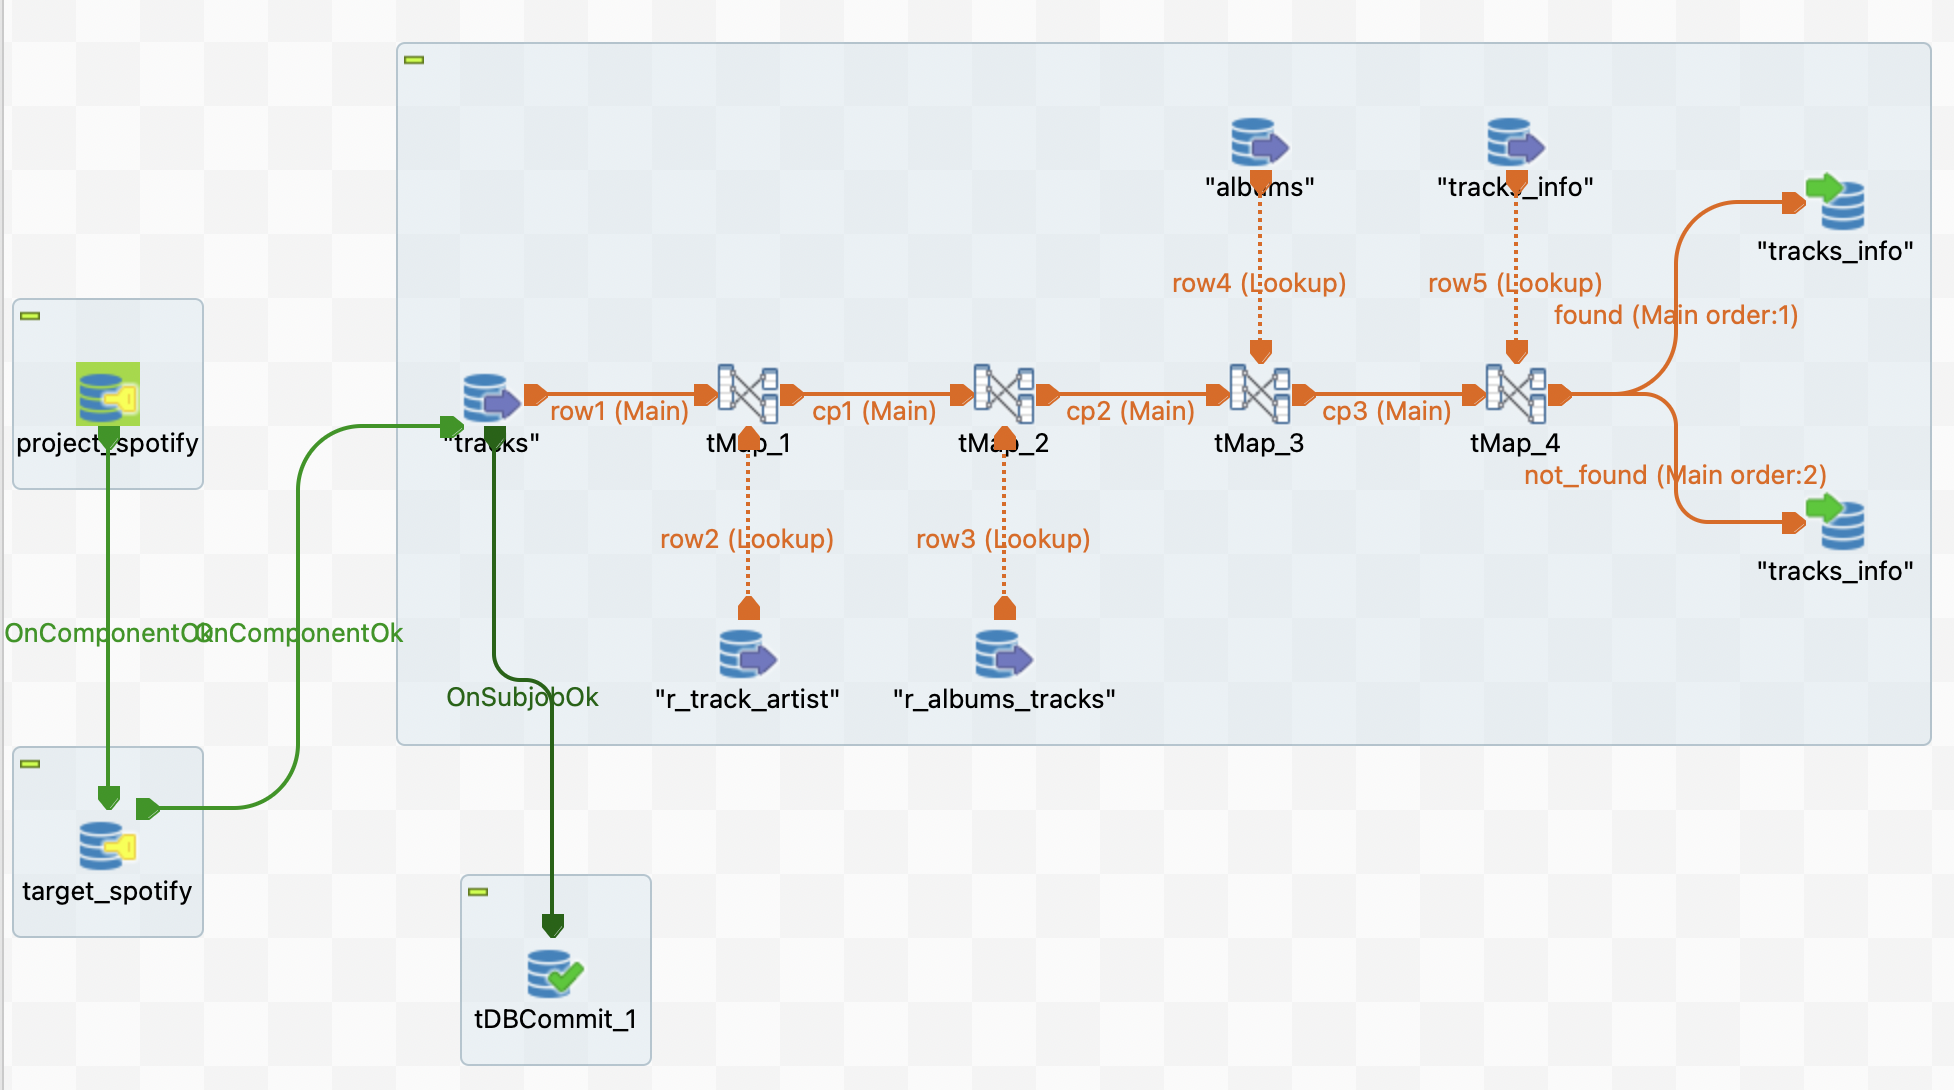 "albums"
"tracks_info"
"tracks_info"
row4 (Lookup)
row5 (Lookup)
found (Main order:1)
project_spotify
"tracks"
row1 (Main)
tMap_1
cp1 (Main)
tMap_2
cp2 (Main)
tMap_3
cp3 (Main)
tMap_4
not_found (Main order:2)
row2 (Lookup)
row3 (Lookup)
"tracks_info"
OnComponentOk
OnComponentOk
OnSubjobOk
"r_track_artist"
"r_albums_tracks"
target_spotify
tDBCommit_1